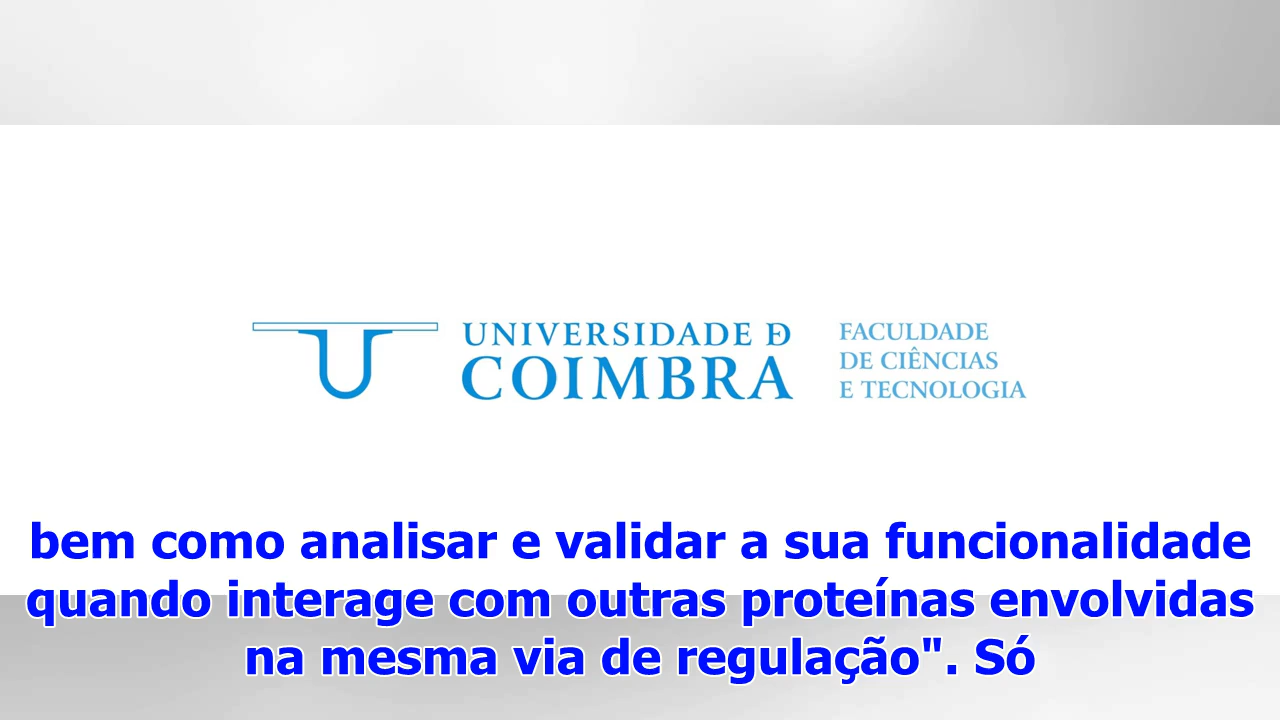 UNIVERSIDADE D
COIMBRA
FACULDADE
DE CIÊNCIAS
E TECNOLOGIA
bem como analisar e validar a sua funcionalidade
quando interage com outras proteínas envolvidas
na mesma via de regulação". Só